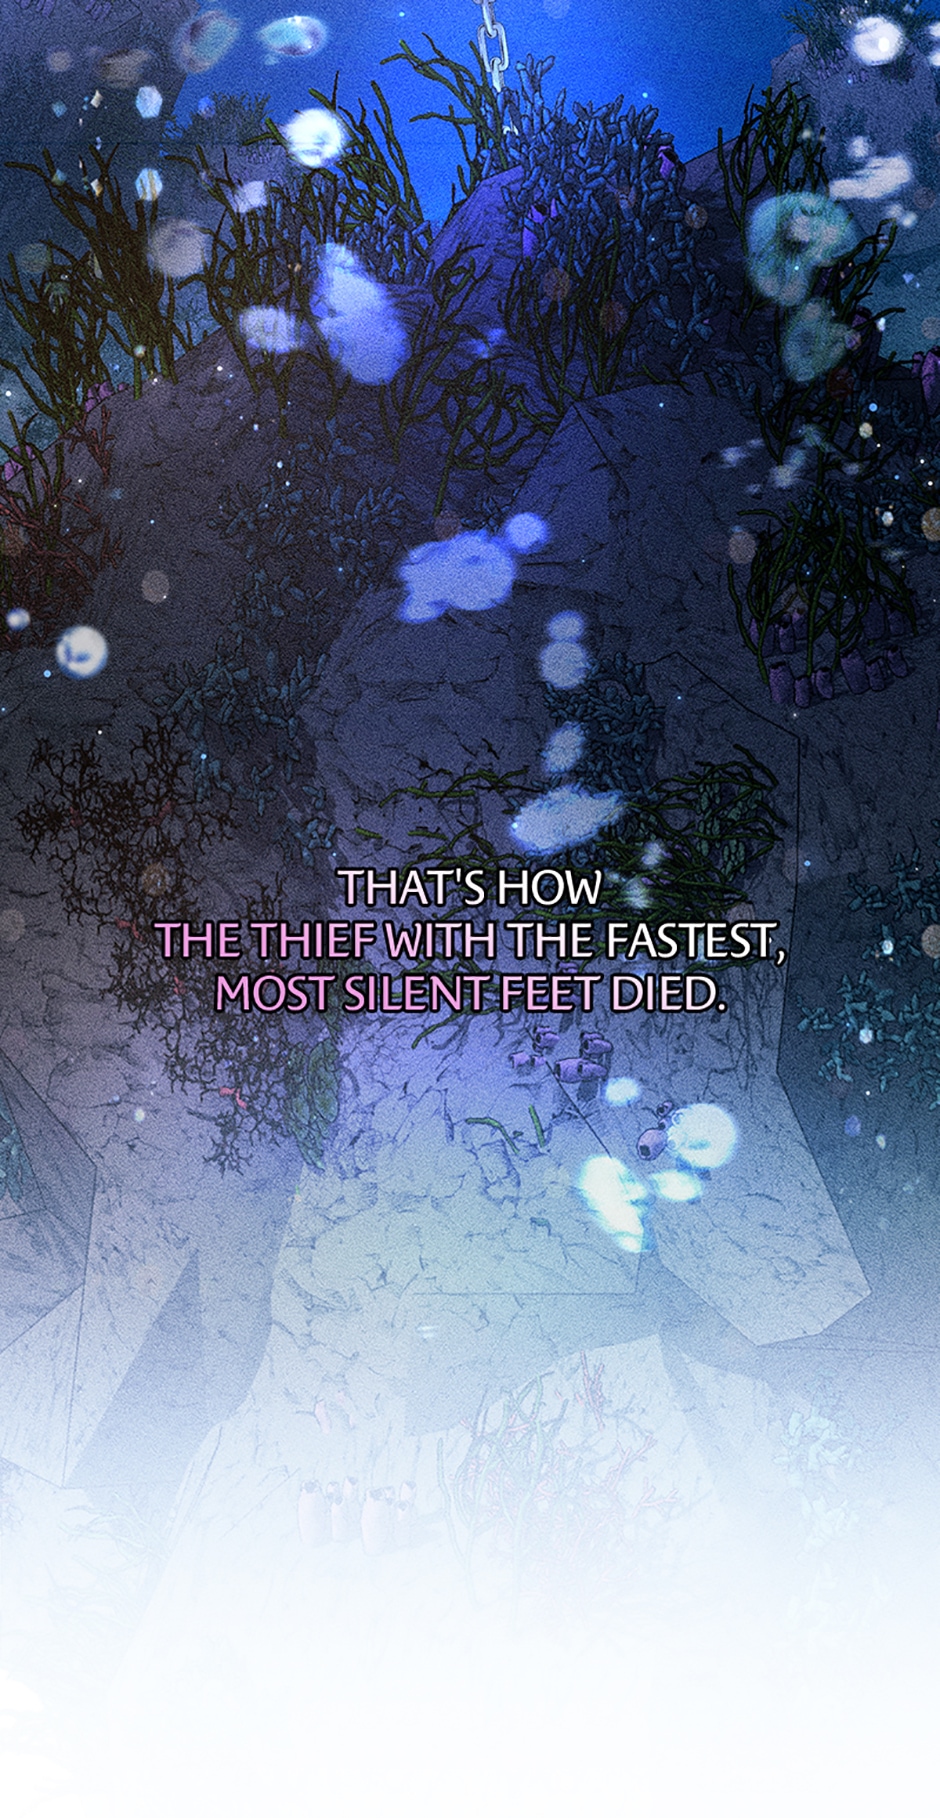 THAT'S HOW
THE THIEF WITH THE FASTEST,
MOST SILENT FEET DIED.